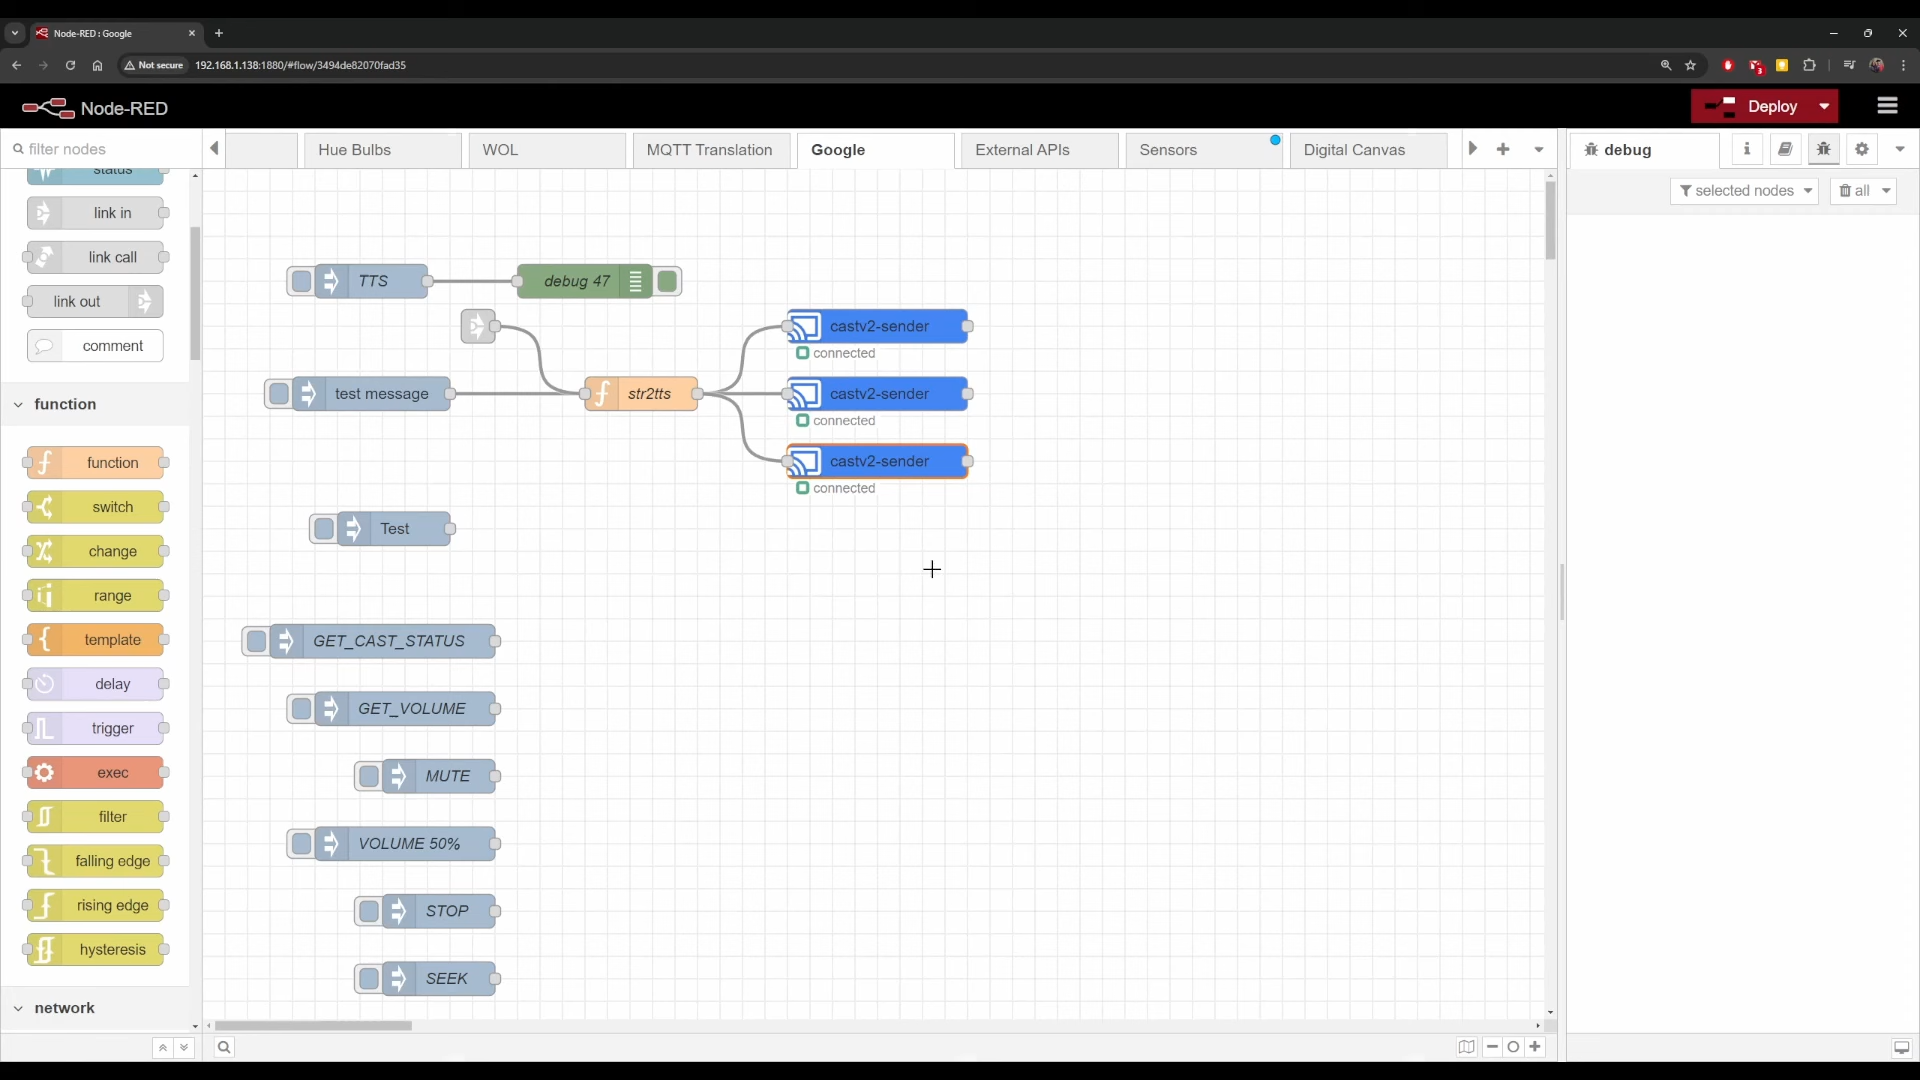 Node-RED : Google
Not secure
192.168.1.138:1880/#flow/3494de82070fad35
3
Node-RED
Deploy
filter nodes
Hue Bulbs
WOL
MQTT Translation
Google
External APIs
Sensors
Digital Canvas
debug
i
selected nodes
all
status
link in
link call
link out
comment
function
function
switch
change
range
template
delay
trigger
exec
filter
falling edge
rising edge
hysteresis
network
TTS
debug 47
castv2-sender
connected
test message
str2tts
castv2-sender
connected
castv2-sender
connected
Test
GET_CAST_STATUS
GET_VOLUME
MUTE
VOLUME 50%
STOP
SEEK